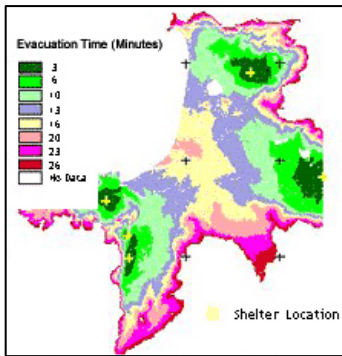 Evacuation Time (Minutes)
3
6
10
13
16
20
23
26
No Data
Shelter Location